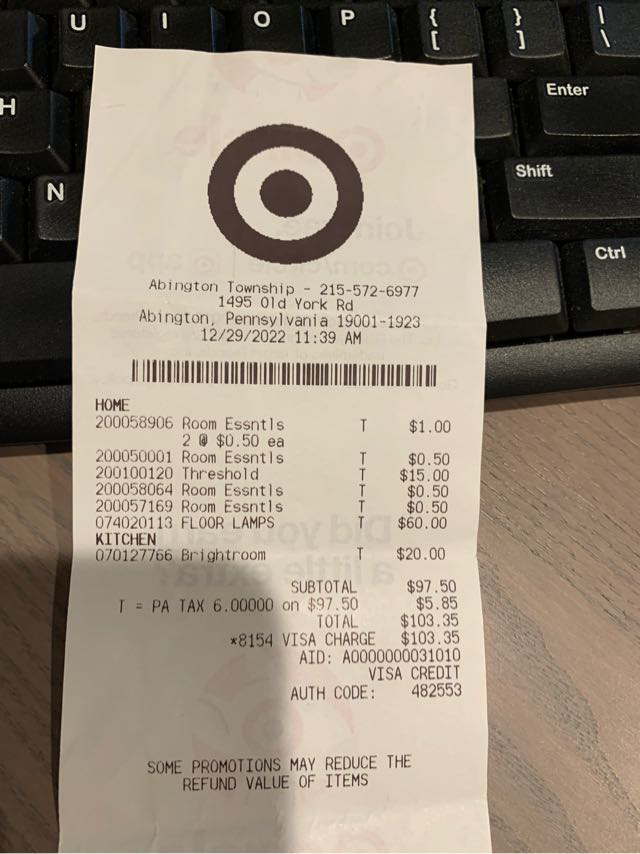 U I O P { [ } ] | \
H Enter
N Shift
Ctrl
Abington Township - 215-572-6977
1495 Old York Rd
Abington, Pennsylvania 19001-1923
12/29/2022 11:39 AM
HOME
200058906 Room Essntls T $1.00
2 @ $0.50 ea
200050001 Room Essntls T $0.50
200100120 Threshold T $15.00
200058064 Room Essntls T $0.50
200057169 Room Essntls T $0.50
074020113 FLOOR LAMPS T $60.00
KITCHEN
070127766 Brightroom T $20.00
SUBTOTAL $97.50
T = PA TAX 6.00000 on $97.50 $5.85
TOTAL $103.35
*8154 VISA CHARGE $103.35
AID: A0000000031010
VISA CREDIT
AUTH CODE: 482553
SOME PROMOTIONS MAY REDUCE THE
REFUND VALUE OF ITEMS